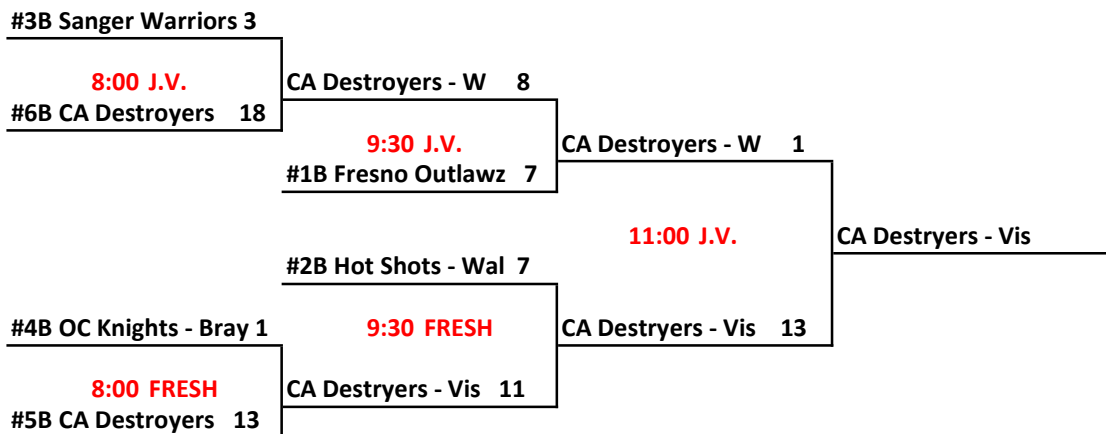 #3B Sanger Warriors 3
8:00 J.V.
CA Destroyers - W 8
#6B CA Destroyers 18
9:30 J.V.
CA Destroyers - W 1
#1B Fresno Outlawz 7
11:00 J.V.
CA Destryers - Vis
#2B Hot Shots - Wal 7
#4B OC Knights - Bray 1
9:30 FRESH
CA Destryers - Vis 13
8:00 FRESH
CA Destryers - Vis 11
#5B CA Destroyers 13